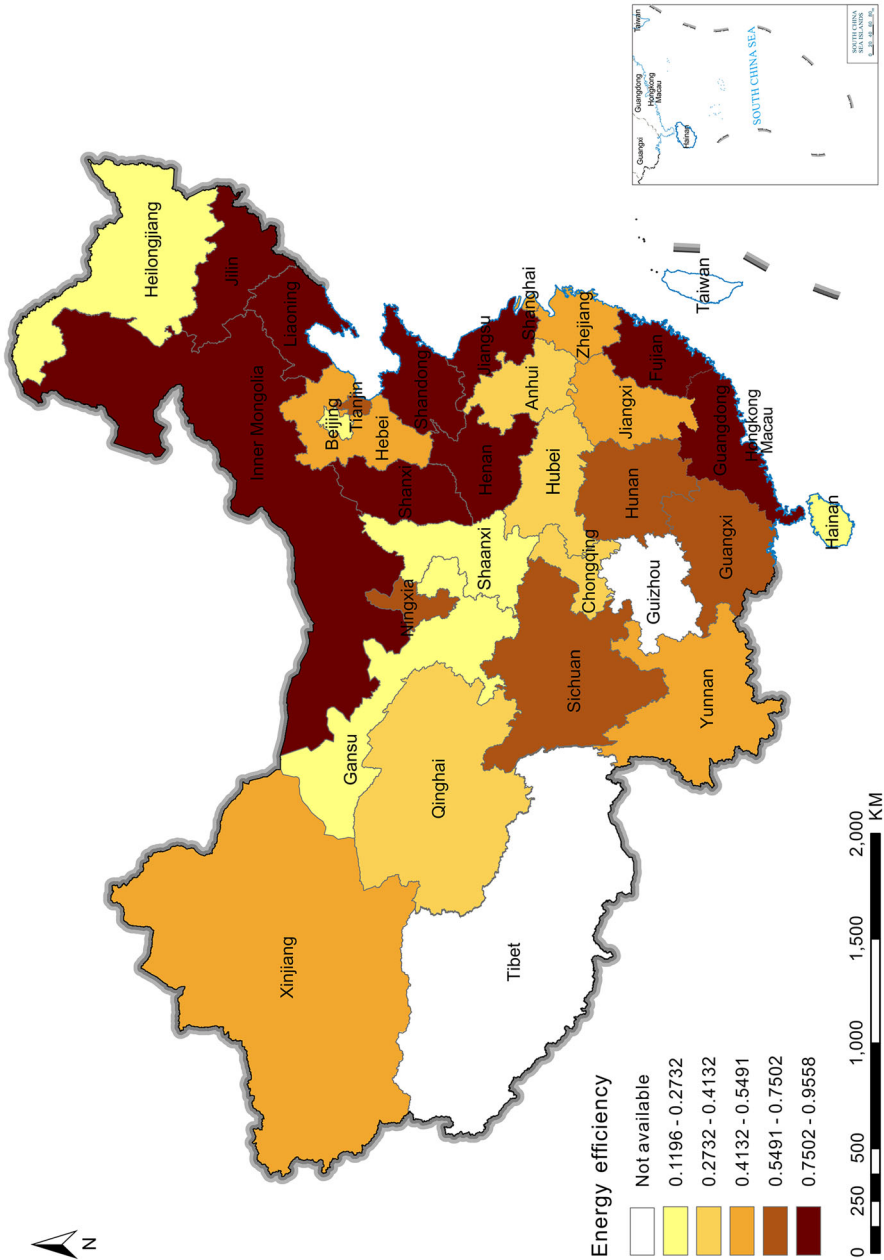 N
Heilongjiang
Jilin
Liaoning
Inner Mongolia
Beijing
Tianjin
Hebei
Shanxi
Shandong
Henan
Jiangsu
Shanghai
Anhui
Zhejiang
Hubei
Jiangxi
Fujian
Hunan
Guangdong
Hongkong
Macau
Guangxi
Hainan
Taiwan
Guizhou
Chongqing
Shaanxi
Ningxia
Gansu
Qinghai
Sichuan
Yunnan
Xinjiang
Tibet
Energy efficiency
Not available
0.1196 - 0.2732
0.2732 - 0.4132
0.4132 - 0.5491
0.5491 - 0.7502
0.7502 - 0.9558
0 250 500 1,000 1,500 2,000
KM
Guangxi
Guangdong
Hongkong
Macau
Taiwan
Hainan
SOUTH CHINA SEA
SOUTH CHINA
SEA ISLANDS